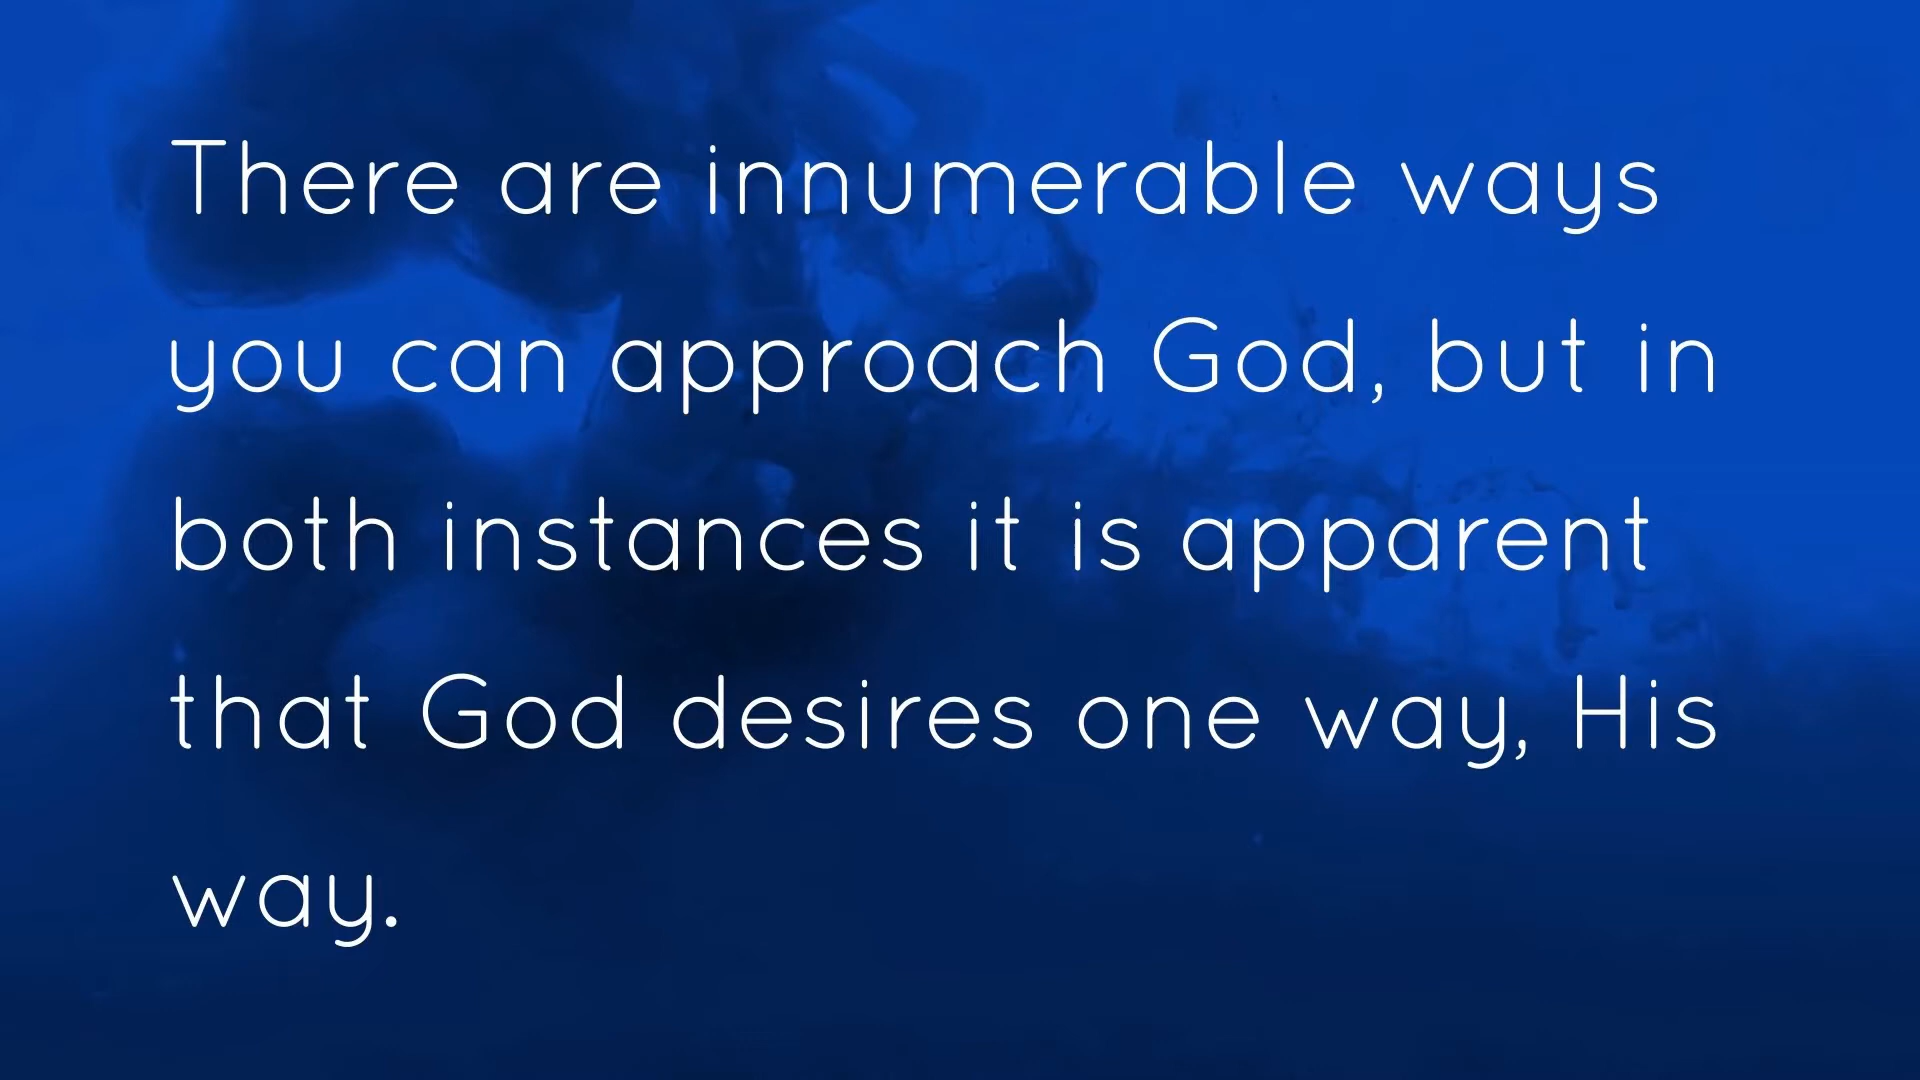 There are innumerable ways
you can approach God, but in
both instances it is apparent
that God desires one way, His
way.